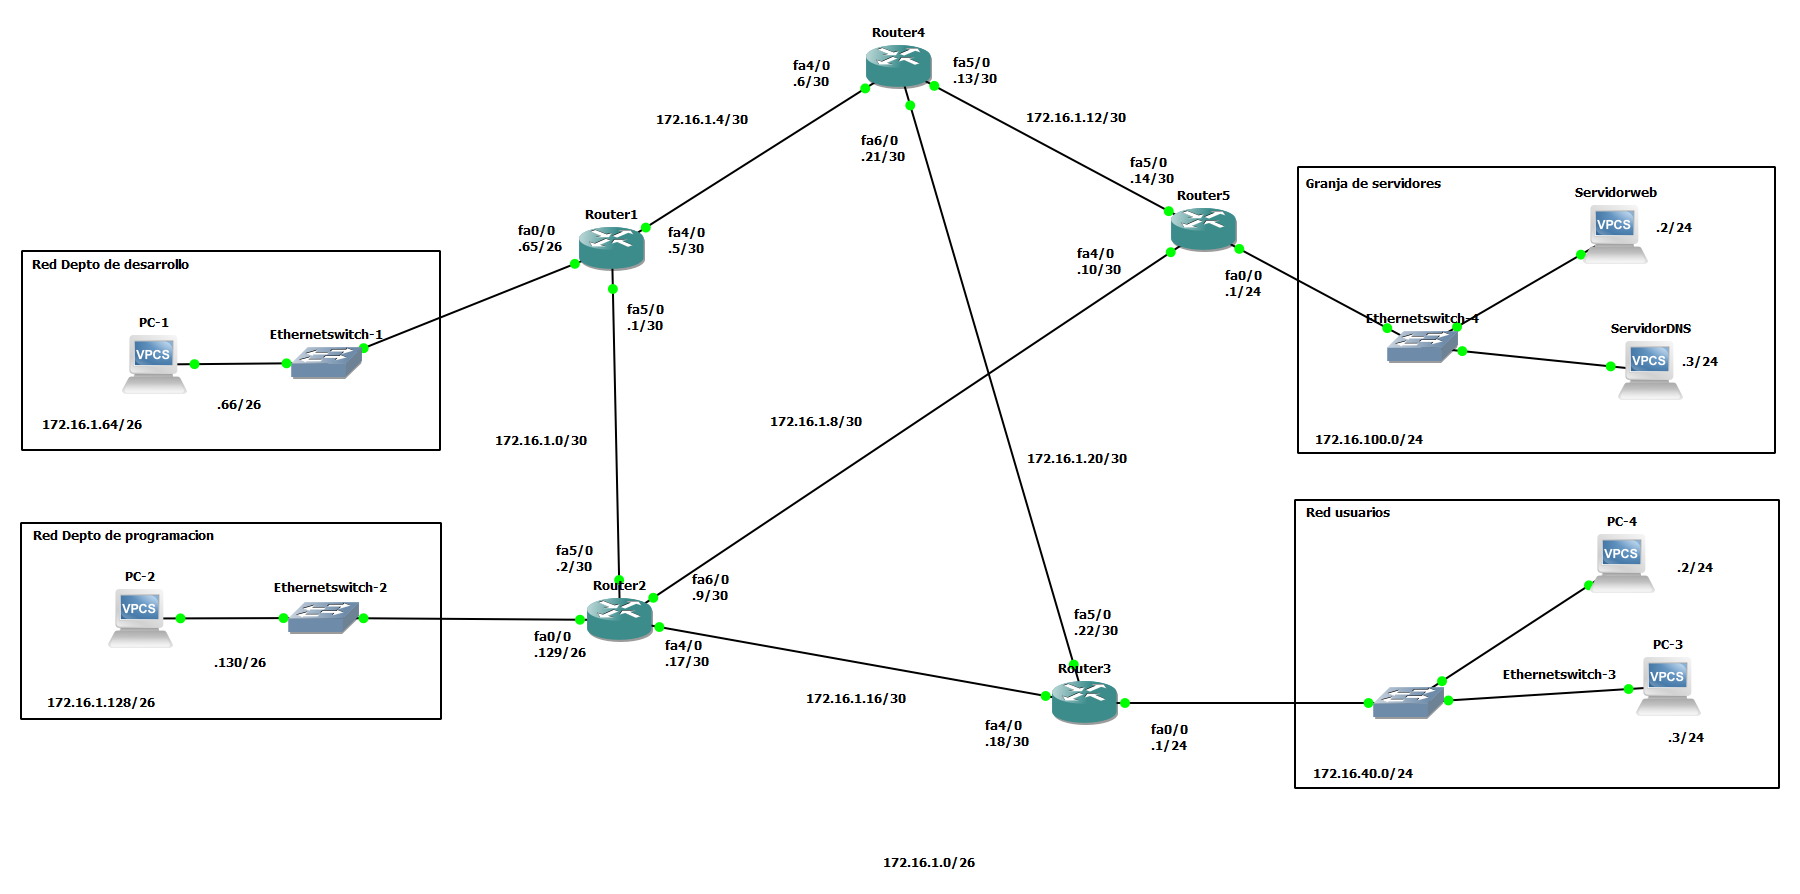 Router4
fa4/0
.6/30
fa5/0
.13/30
172.16.1.4/30
172.16.1.12/30
fa6/0
.21/30
fa5/0
.14/30
Router5
Granja de servidores
Servidorweb
.2/24
Router1
fa0/0
.65/26
fa4/0
.5/30
fa4/0
.10/30
fa0/0
.1/24
Red Depto de desarrollo
PC-1
VPCS
Ethernetswitch-1
fa5/0
.1/30
VPCS
Ethernetswitch-4
ServidorDNS
VPCS
.3/24
.66/26
172.16.1.64/26
172.16.1.0/30
172.16.1.8/30
172.16.100.0/24
172.16.1.20/30
Red Depto de programacion
PC-2
VPCS
Ethernetswitch-2
.130/26
172.16.1.128/26
fa5/0
.2/30
Router2
fa6/0
.9/30
fa0/0
.129/26
fa4/0
.17/30
172.16.1.16/30
fa5/0
.22/30
Router3
fa4/0
.18/30
fa0/0
.1/24
Red usuarios
PC-4
VPCS
.2/24
PC-3
VPCS
Ethernetswitch-3
.3/24
172.16.40.0/24
172.16.1.0/26